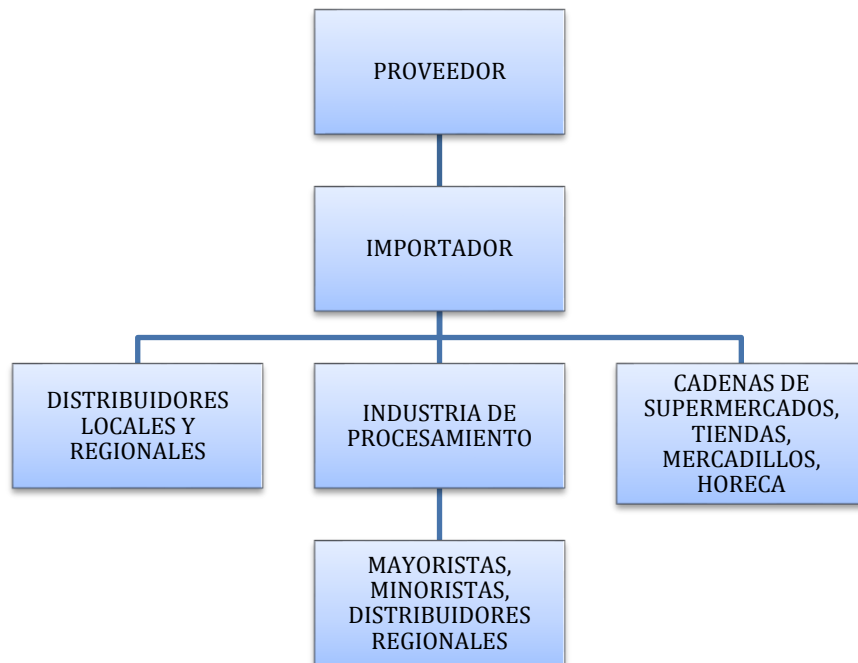 PROVEEDOR
IMPORTADOR
DISTRIBUIDORES
LOCALES Y
REGIONALES
INDUSTRIA DE
PROCESAMIENTO
CADENAS DE
SUPERMERCADOS,
TIENDAS,
MERCADILLOS,
HORECA
MAYORISTAS,
MINORISTAS,
DISTRIBUIDORES
REGIONALES